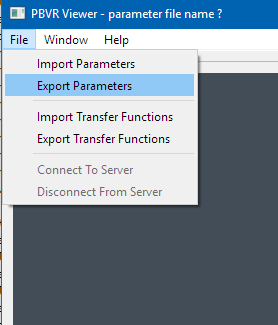 PBVR Viewer - parameter file name ?
File Window Help
Import Parameters
Export Parameters
Import Transfer Functions
Export Transfer Functions
Connect To Server
Disconnect From Server